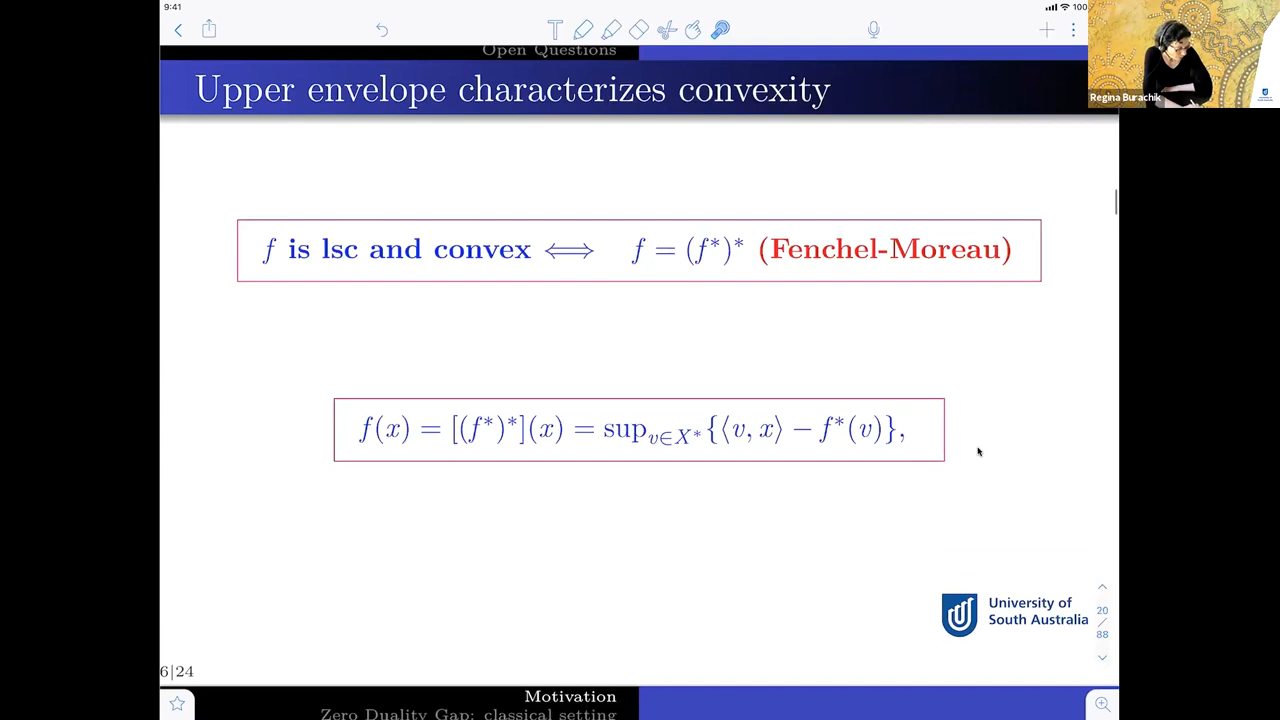 9:41
100
Open Questions
Upper envelope characterizes convexity
Regina Burachik
f is lsc and convex ⟺ f = (f*)* (Fenchel-Moreau)
f(x) = [(f*)*](x) = sup_{v∈X*}{⟨v, x⟩ − f*(v)},
University of
South Australia
20
/
88
6|24
Motivation
Zero Duality Gap: classical setting